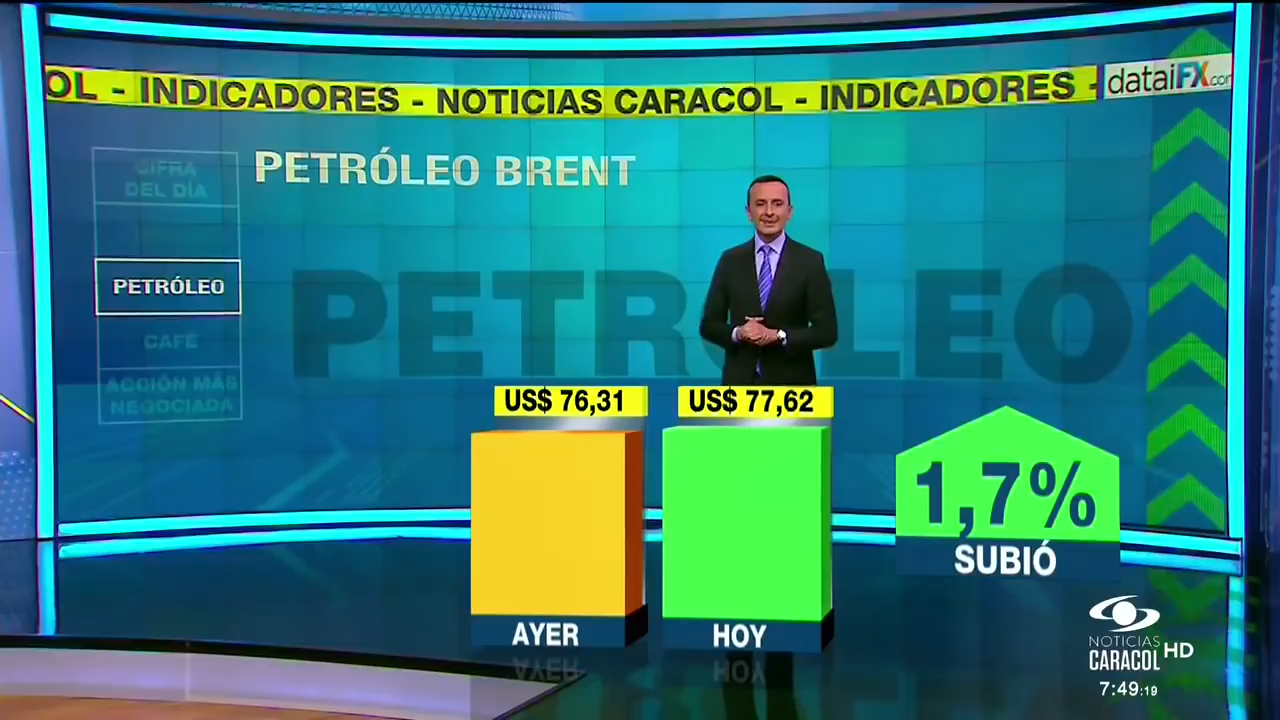 OL - INDICADORES - NOTICIAS CARACOL - INDICADORES -
dataiFX.com
CIFRA
DEL DÍA
PETRÓLEO BRENT
PETRÓLEO
CAFÉ
ACCIÓN MÁS
NEGOCIADA
PETRÓLEO
US$ 76,31
US$ 77,62
1,7%
SUBIÓ
AYER
HOY
NOTICIAS
CARACOL HD
7:49:19